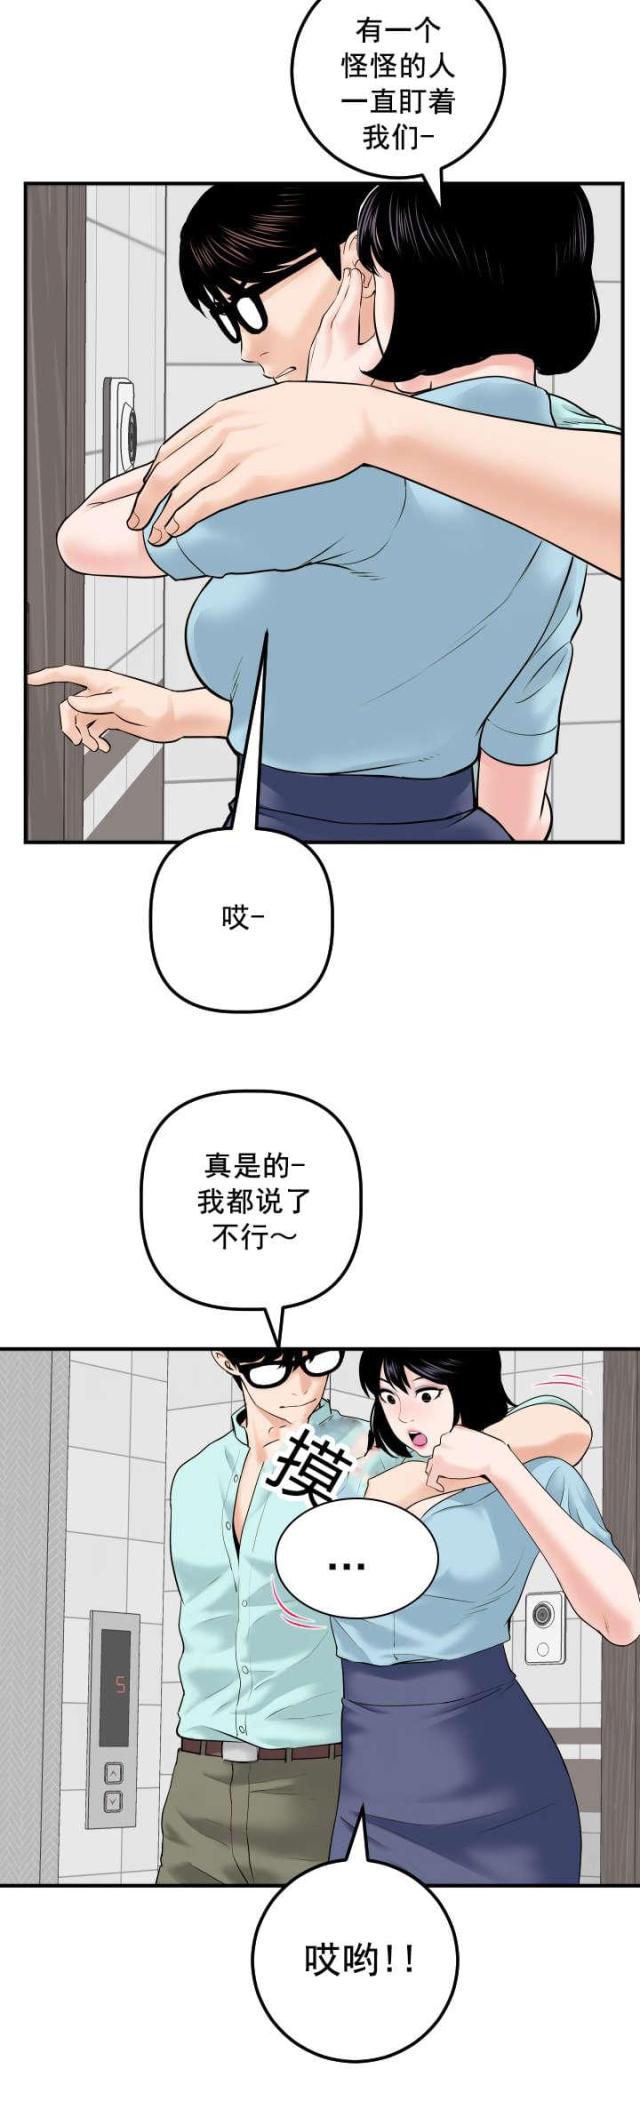 有一个
怪怪的人
一直盯着
我们-
哎-
真是的-
我都说了
不行～
摸
...
5
哎哟!!